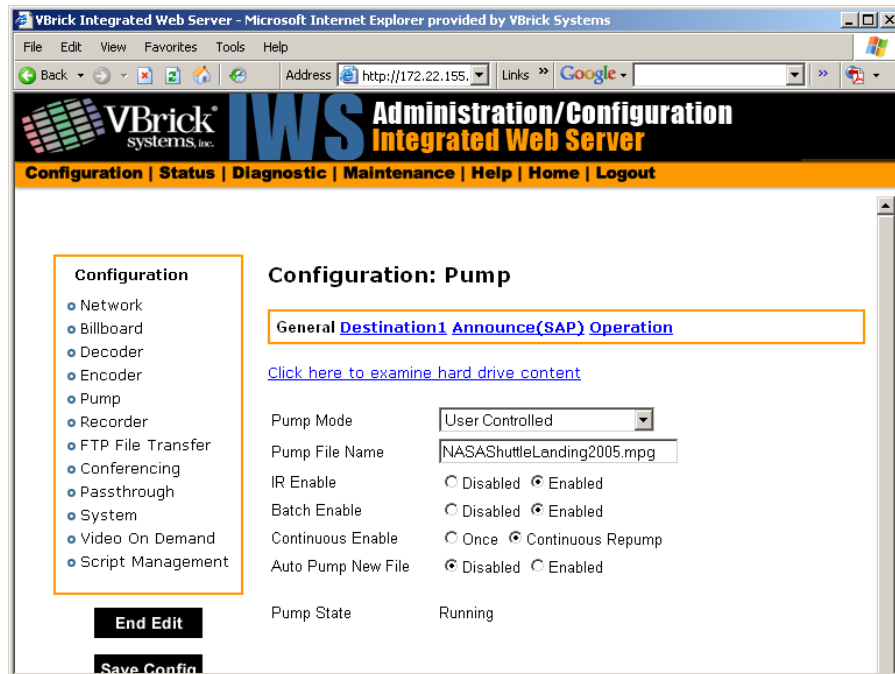 VBrick Integrated Web Server - Microsoft Internet Explorer provided by VBrick Systems
File Edit View Favorites Tools Help
Back Address http://172.22.155. Links » Google »
VBrick systems, inc. IWS Administration/Configuration
Integrated Web Server
Configuration | Status | Diagnostic | Maintenance | Help | Home | Logout
Configuration
Network
Billboard
Decoder
Encoder
Pump
Recorder
FTP File Transfer
Conferencing
Passthrough
System
Video On Demand
Script Management
End Edit
Save Config
Configuration: Pump
General Destination1 Announce(SAP) Operation
Click here to examine hard drive content
Pump Mode User Controlled
Pump File Name NASAShuttleLanding2005.mpg
IR Enable Disabled Enabled
Batch Enable Disabled Enabled
Continuous Enable Once Continuous Repump
Auto Pump New File Disabled Enabled
Pump State Running